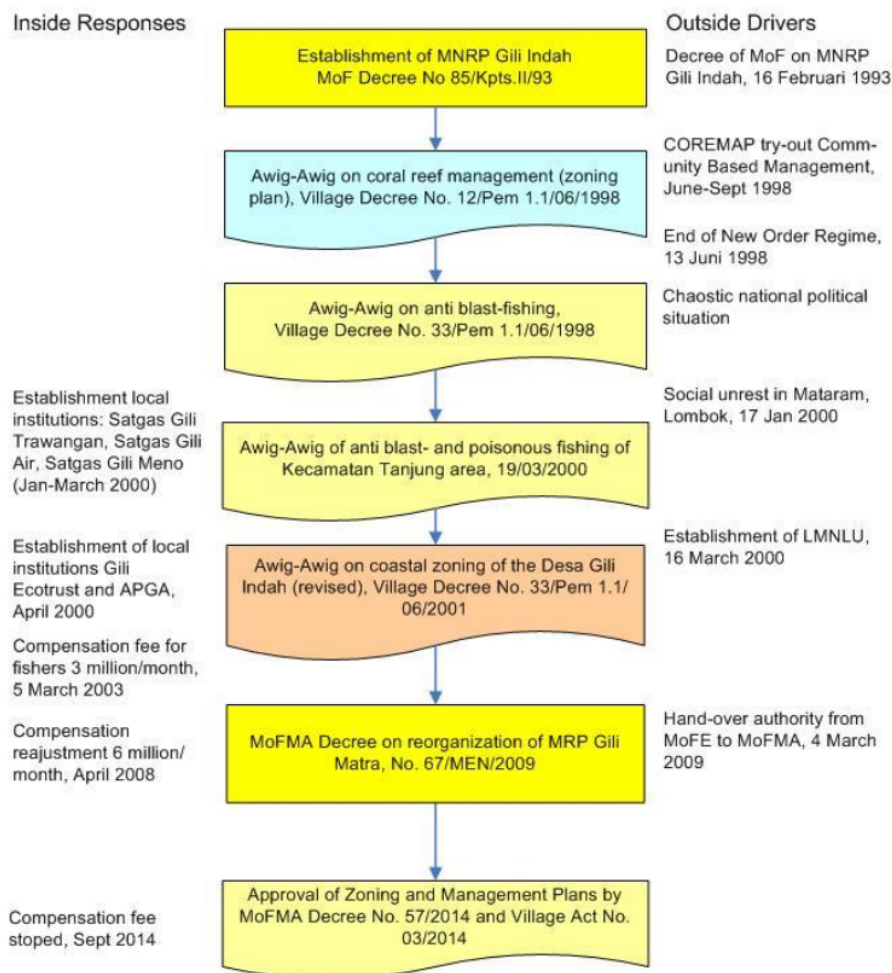 Inside Responses
Outside Drivers
Establishment of MNRP Gili Indah
MoF Decree No 85/Kpts.II/93
Decree of MoF on MNRP
Gili Indah, 16 Februari 1993
Awig-Awig on coral reef management (zoning
plan), Village Decree No. 12/Pem 1.1/06/1998
COREMAP try-out Comm-
unity Based Management,
June-Sept 1998
End of New Order Regime,
13 Juni 1998
Awig-Awig on anti blast-fishing,
Village Decree No. 33/Pem 1.1/06/1998
Chaostic national political
situation
Establishment local
institutions: Satgas Gili
Trawangan, Satgas Gili
Air, Satgas Gili Meno
(Jan-March 2000)
Awig-Awig of anti blast- and poisonous fishing of
Kecamatan Tanjung area, 19/03/2000
Social unrest in Mataram,
Lombok, 17 Jan 2000
Establishment of local
institutions Gili
Ecotrust and APGA,
April 2000
Awig-Awig on coastal zoning of the Desa Gili
Indah (revised), Village Decree No. 33/Pem 1.1/
06/2001
Establishment of LMNLU,
16 March 2000
Compensation fee for
fishers 3 million/month,
5 March 2003
Compensation
reajustment 6 million/
month, April 2008
MoFMA Decree on reorganization of MRP Gili
Matra, No. 67/MEN/2009
Hand-over authority from
MoFE to MoFMA, 4 March
2009
Compensation fee
stoped, Sept 2014
Approval of Zoning and Management Plans by
MoFMA Decree No. 57/2014 and Village Act No.
03/2014